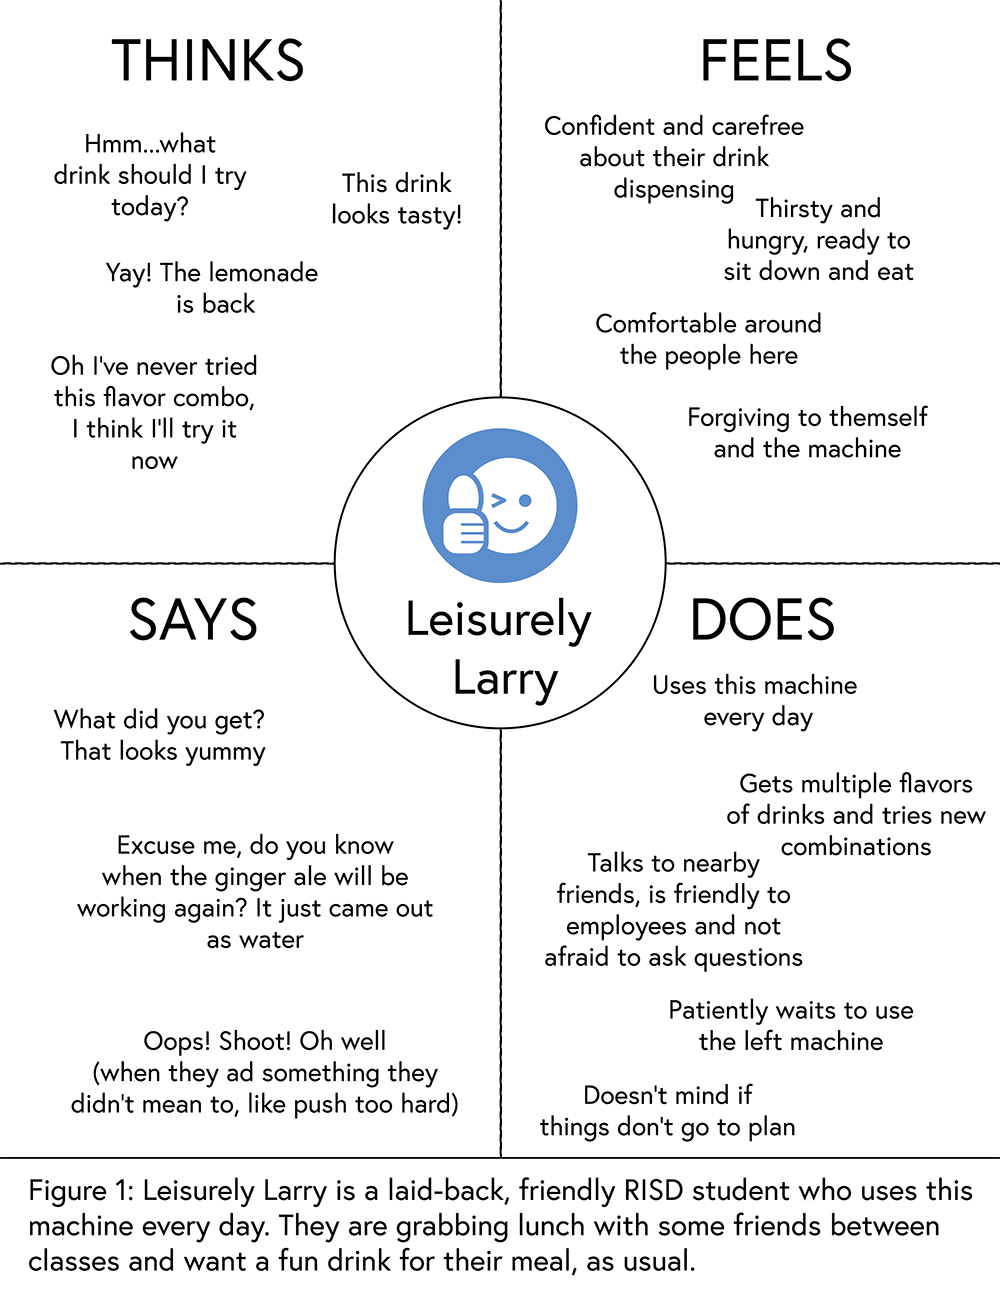 THINKS
Hmm...what
drink should I try
today?
This drink
looks tasty!
Yay! The lemonade
is back
Oh I've never tried
this flavor combo,
I think I'll try it
now
FEELS
Confident and carefree
about their drink
dispensing
Thirsty and
hungry, ready to
sit down and eat
Comfortable around
the people here
Forgiving to themself
and the machine
Leisurely
Larry
SAYS
What did you get?
That looks yummy
Excuse me, do you know
when the ginger ale will be
working again? It just came out
as water
Oops! Shoot! Oh well
(when they ad something they
didn't mean to, like push too hard)
DOES
Uses this machine
every day
Gets multiple flavors
of drinks and tries new
combinations
Talks to nearby
friends, is friendly to
employees and not
afraid to ask questions
Patiently waits to use
the left machine
Doesn't mind if
things don't go to plan
Figure 1: Leisurely Larry is a laid-back, friendly RISD student who uses this
machine every day. They are grabbing lunch with some friends between
classes and want a fun drink for their meal, as usual.